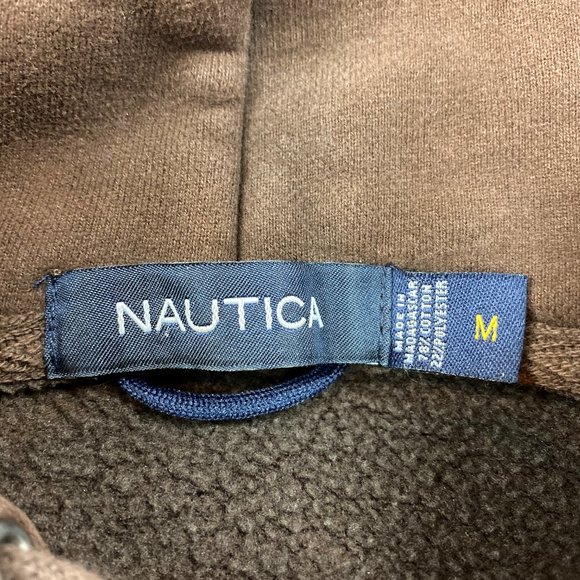 NAUTICA
MADE IN
MADAGASCAR
78% COTTON
22% POLYESTER
M